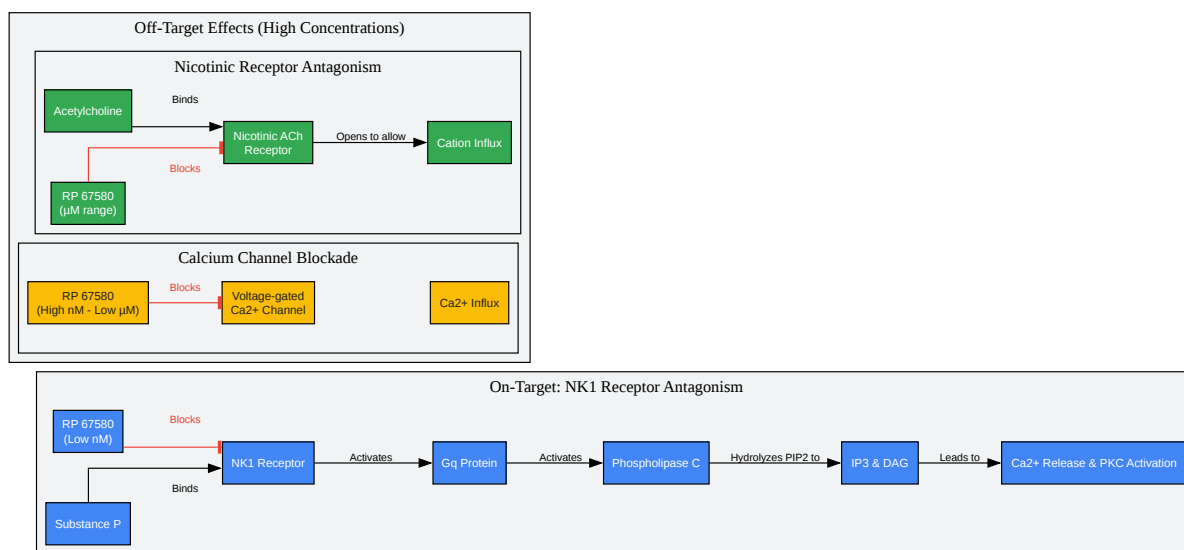 Off-Target Effects (High Concentrations)
Nicotinic Receptor Antagonism
Acetylcholine
Binds
Nicotinic ACh
Receptor
Opens to allow
Cation Influx
Blocks
RP 67580
(µM range)
Calcium Channel Blockade
RP 67580
(High nM - Low µM)
Blocks
Voltage-gated
Ca2+ Channel
Ca2+ Influx
On-Target: NK1 Receptor Antagonism
RP 67580
(Low nM)
Blocks
NK1 Receptor
Activates
Gq Protein
Activates
Phospholipase C
Hydrolyzes PIP2 to
IP3 & DAG
Leads to
Ca2+ Release & PKC Activation
Binds
Substance P